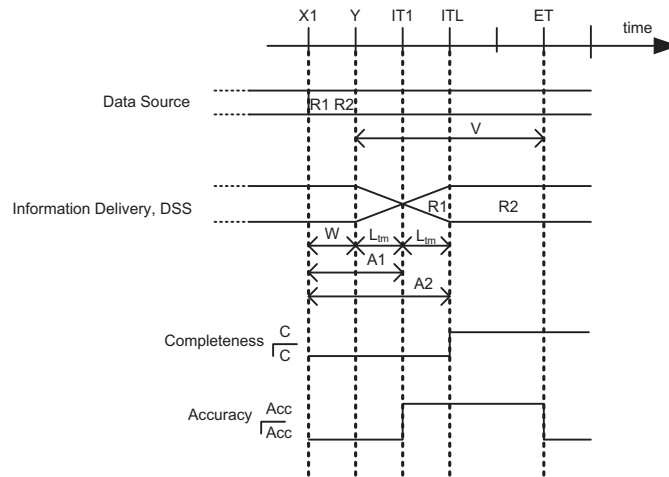 X1 Y IT1 ITL ET time
Data Source R1 R2
V
Information Delivery, DSS R1 R2
W Ltm Ltm
A1
A2
Completeness C
C
Accuracy Acc
Acc